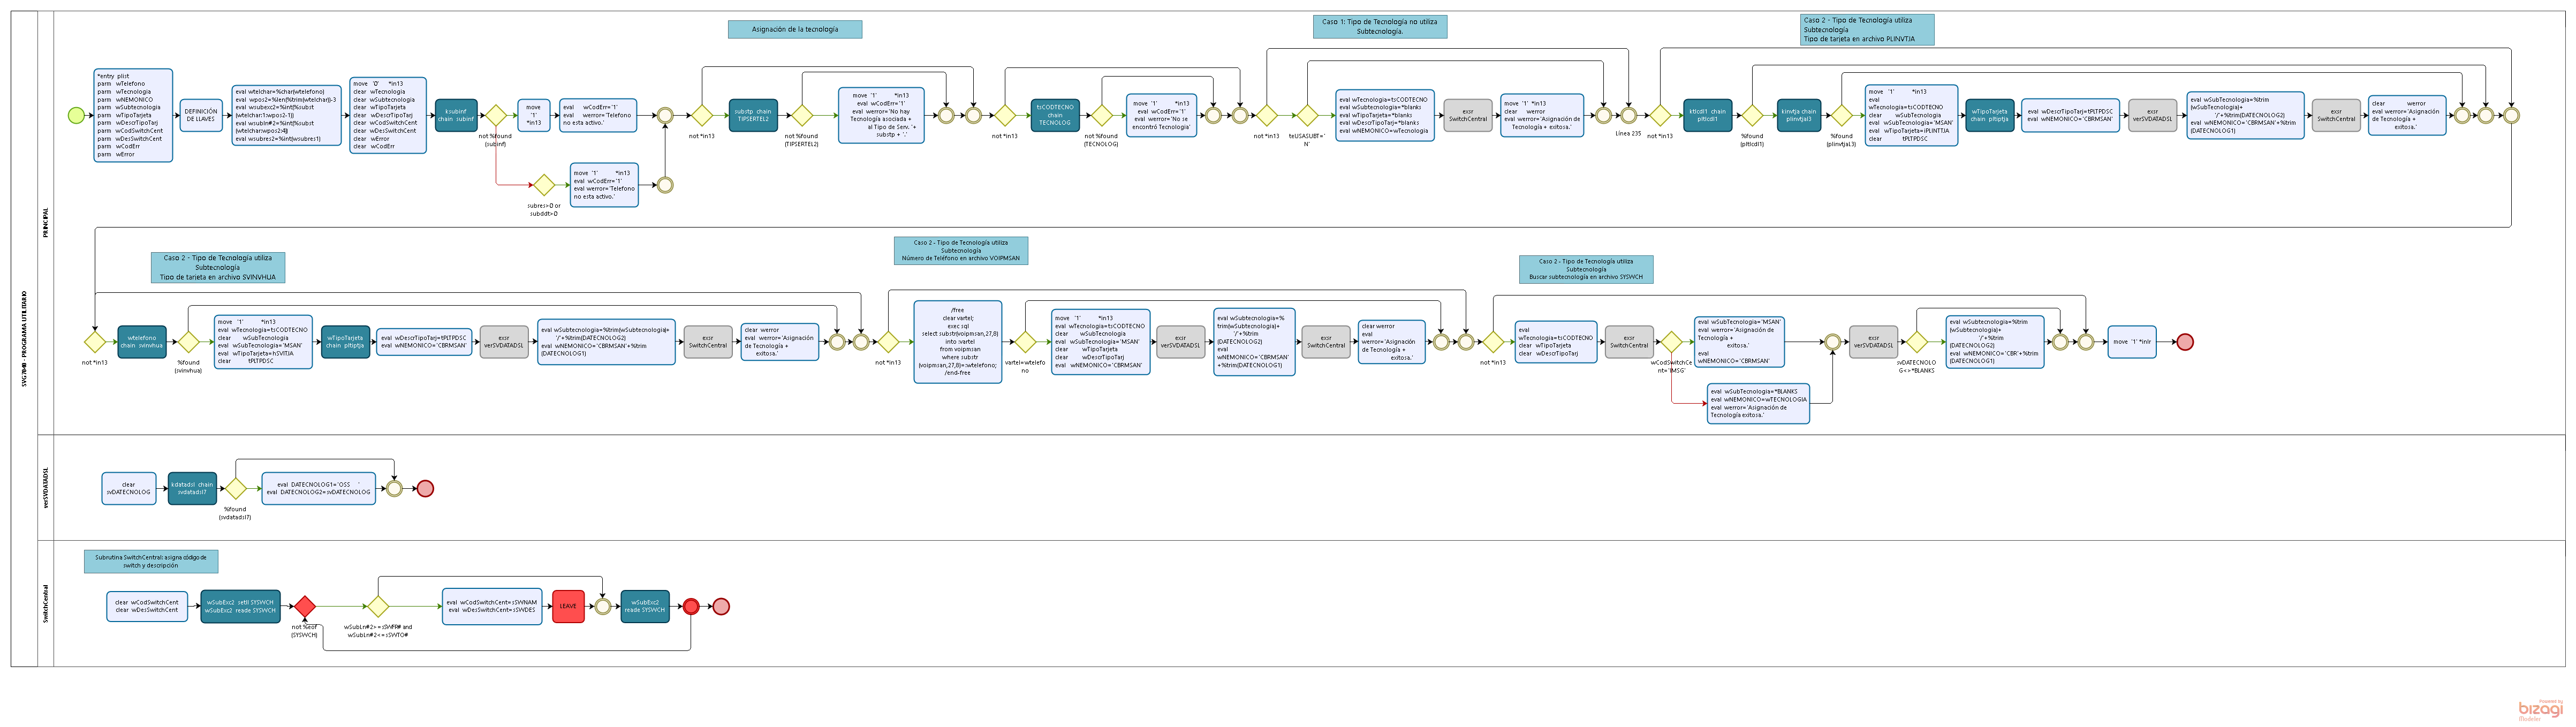 Asignación de la tecnología
Caso 1: Tipo de Tecnología no utiliza
Subtecnología.
Caso 2 - Tipo de Tecnología utiliza
Subtecnología
Tipo de tarjeta en archivo PLINVTJA
SVG7840 - PROGRAMA UTILITARIO
PRINCIPAL
*entry plist
parm wTelefono
parm wTecnologia
parm wNEMONICO
parm wSubtecnologia
parm wTipoTarjeta
parm wDescrTipoTarj
parm wCodSwitchCent
parm wDesSwitchCent
parm wCodErr
parm wError
DEFINICIÓN
DE LLAVES
eval wtelchar=%char(wtelefono)
eval wpos2=%len(%trim(wtelchar))-3
eval wsubexc2=%int(%subst
(wtelchar:1:wpos2-1))
eval wsubln#2=%int(%subst
(wtelchar:wpos2:4))
eval wsubres2=%int(wsubres1)
move '0' *in13
clear wTecnologia
clear wSubtecnologia
clear wTipoTarjeta
clear wDescrTipoTarj
clear wCodSwitchCent
clear wDesSwitchCent
clear wError
clear wCodErr
ksubinf
chain subinf
not %found
(subinf)
move
'1'
*in13
eval wCodErr='1'
eval werror='Telefono
no esta activo.'
subres>0 or
subddt>0
move '1' *in13
eval wCodErr='1'
eval werror='Telefono
no esta activo.'
not *in13
substp chain
TIPSERTEL2
not %found
(TIPSERTEL2)
move '1' *in13
eval wCodErr='1'
eval werror='No hay
Tecnología asociada +
al Tipo de Serv. '+
substp + '.'
not *in13
tsCODTECNO
chain
TECNOLOG
not %found
(TECNOLOG)
move '1' *in13
eval wCodErr='1'
eval werror='No se
encontró Tecnologia'
not *in13
teUSASUBT='
N'
eval wTecnologia=tsCODTECNO
eval wSubtecnologia=*blanks
eval wTipoTarjeta=*blanks
eval wDescrTipoTarj=*blanks
eval wNEMONICO=wTecnologia
exsr
SwitchCentral
move '1' *in13
clear werror
eval werror='Asignación de
Tecnología + exitosa.'
Línea 235
not *in13
ktlcdl1 chain
pltlcdl1
%found
(pltlcdl1)
kinvtja chain
plinvtjal3
%found
(plinvtjaL3)
move '1' *in13
eval
wTecnologia=tsCODTECNO
clear wSubTecnologia
eval wSubTecnologia='MSAN'
eval wTipoTarjeta=iPLINTTJA
clear tPLTPDSC
wTipoTarjeta
chain pltiptja
eval wDescrTipoTarj=tPLTPDSC
eval wNEMONICO='CBRMSAN'
exsr
verSVDATADSL
eval wSubTecnologia=%trim
(wSubTecnologia)+
'/'+%trim(DATECNOLOG2)
eval wNEMONICO='CBRMSAN'+%trim
(DATECNOLOG1)
exsr
SwitchCentral
clear werror
eval werror='Asignación
de Tecnología +
exitosa.'
Caso 2 - Tipo de Tecnología utiliza
Subtecnología
Tipo de tarjeta en archivo SVINVHUA
Caso 2 - Tipo de Tecnología utiliza
Subtecnología
Número de Teléfono en archivo VOIPMSAN
Caso 2 - Tipo de Tecnología utiliza
Subtecnología
Buscar subtecnología en archivo SYSWCH
not *in13
wtelefono
chain svinvhua
%found
(svinvhua)
move '1' *in13
eval wTecnologia=tsCODTECNO
clear wSubTecnologia
eval wSubTecnologia='MSAN'
eval wTipoTarjeta=hSVITJA
clear tPLTPDSC
wTipoTarjeta
chain pltiptja
eval wDescrTipoTarj=tPLTPDSC
eval wNEMONICO='CBRMSAN'
exsr
verSVDATADSL
eval wSubtecnologia=%trim(wSubtecnologia)+
'/'+%trim(DATECNOLOG2)
eval wNEMONICO='CBRMSAN'+%trim
(DATECNOLOG1)
exsr
SwitchCentral
clear werror
eval werror='Asignación
de Tecnología +
exitosa.'
not *in13
/free
clear vartel;
exec sql
select substr(voipmsan,27,8)
into :vartel
from voipmsan
where substr
(voipmsan,27,8)=:wtelefono;
/end-free
vartel=wtelefo
no
move '1' *in13
eval wTecnologia=tsCODTECNO
clear wSubTecnologia
eval wSubTecnologia='MSAN'
clear wTipoTarjeta
clear wDescrTipoTarj
eval wNEMONICO='CBRMSAN'
exsr
verSVDATADSL
eval wSubtecnologia=%
trim(wSubtecnologia)+
'/'+%trim
(DATECNOLOG2)
eval
wNEMONICO='CBRMSAN'
+%trim(DATECNOLOG1)
exsr
SwitchCentral
clear werror
eval
werror='Asignación
de Tecnología +
exitosa.'
not *in13
eval
wTecnologia=tsCODTECNO
clear wTipoTarjeta
clear wDescrTipoTarj
exsr
SwitchCentral
wCodSwitchCe
nt='IMSG'
eval wSubTecnologia='MSAN'
eval werror='Asignación de
Tecnología +
exitosa.'
eval
wNEMONICO='CBRMSAN'
eval wSubTecnologia=*BLANKS
eval wNEMONICO=wTECNOLOGIA
eval werror='Asignación de
Tecnología exitosa.'
exsr
verSVDATADSL
svDATECNOLO
G<>*BLANKS
eval wSubtecnologia=%trim
(wSubtecnologia)+
'/'+%trim
(DATECNOLOG2)
eval wNEMONICO='CBR'+%trim
(DATECNOLOG1)
move '1' *inlr
verSVDATADSL
clear
svDATECNOLOG
kdatadsl chain
svdatadsl7
%found
(svdatadsl7)
eval DATECNOLOG1='OSS '
eval DATECNOLOG2=svDATECNOLOG
SwitchCentral
Subrutina SwitchCentral: asigna código de
switch y descripción
clear wCodSwitchCent
clear wDesSwitchCent
wSubExc2 setll SYSWCH
wSubExc2 reade SYSWCH
not %eof
(SYSWCH)
wSubLn#2>=sSWFR# and
wSubLn#2<=sSWTO#
eval wCodSwitchCent=sSWNAM
eval wDesSwitchCent=sSWDES
LEAVE
wSubExc2
reade SYSWCH
Powered by
bizagi
Modeler